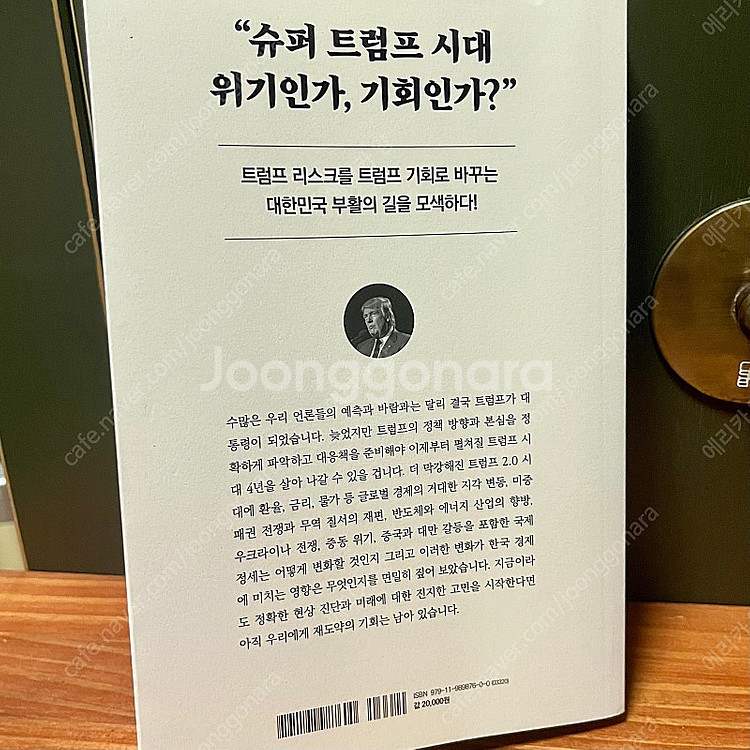 “슈퍼 트럼프 시대
위기인가, 기회인가?”
트럼프 리스크를 트럼프 기회로 바꾸는
대한민국 부활의 길을 모색하다!
Joonggonara
수많은 우리 언론들의 예측과 바람과는 달리 결국 트럼프가 대
통령이 되었습니다. 늦었지만 트럼프의 정책 방향과 본심을 정
확하게 파악하고 대응책을 준비해야 이제부터 펼쳐질 트럼프 시
대 4년을 살아 나갈 수 있을 겁니다. 더 막강해진 트럼프 2.0 시
대에 환율, 금리, 물가 등 글로벌 경제의 거대한 지각 변동, 미중
패권 전쟁과 무역 질서의 재편, 반도체와 에너지 산업의 향방,
우크라이나 전쟁, 중동 위기, 중국과 대만 갈등을 포함한 국제
정세는 어떻게 변화할 것인지 그리고 이러한 변화가 한국 경제
에 미치는 영향은 무엇인지를 면밀히 짚어 보았습니다. 지금이라
도 정확한 현상 진단과 미래에 대한 진지한 고민을 시작한다면
아직 우리에게 재도약의 기회는 남아 있습니다.
ISBN 979-11-989876-0-0 (03320)
값 20,000원
cafe.naver.com/joonggonara